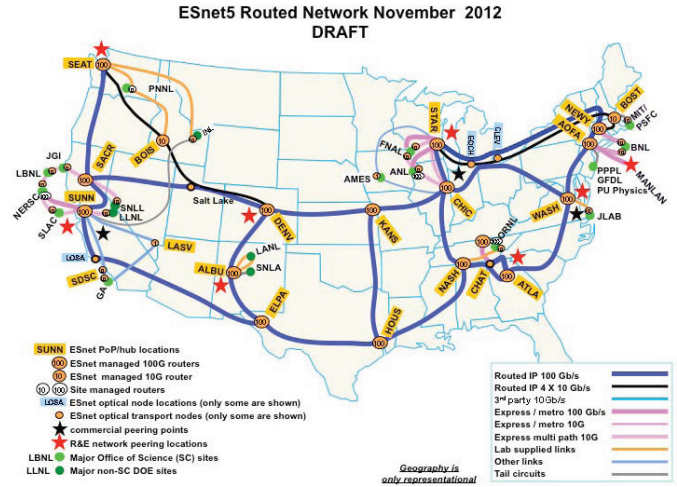 ESnet5 Routed Network November 2012
DRAFT
SEAT
100
PNNL
10
BOIS
INL
SACR
JGI
LBNL
NERSC
SUNN
SLAC
SNLL
LLNL
Salt Lake
LOSA
LASV
SDSC
GA
DENV
LANL
ALBU
SNLA
ELPA
KANS
HOUS
STAR
FNAL
ANL
AMES
CHIC
EQCH
CLEV
ORNL
NASH
CHAT
ATLA
WASH
JLAB
NEWY
BOST
AOFA
MIT/
PSFC
BNL
MANLAN
PPPL
GFDL
PU Physics
SUNN ESnet PoP/hub locations
100 ESnet managed 100G routers
10 ESnet managed 10G router
10 100 Site managed routers
LOSA ESnet optical node locations (only some are shown)
ESnet optical transport nodes (only some are shown)
commercial peering points
R&E network peering locations
LBNL Major Office of Science (SC) sites
LLNL Major non-SC DOE sites
Geography is
only representational
Routed IP 100 Gb/s
Routed IP 4 X 10 Gb/s
3rd party 10Gb/s
Express / metro 100 Gb/s
Express / metro 10G
Express multi path 10G
Lab supplied links
Other links
Tail circuits